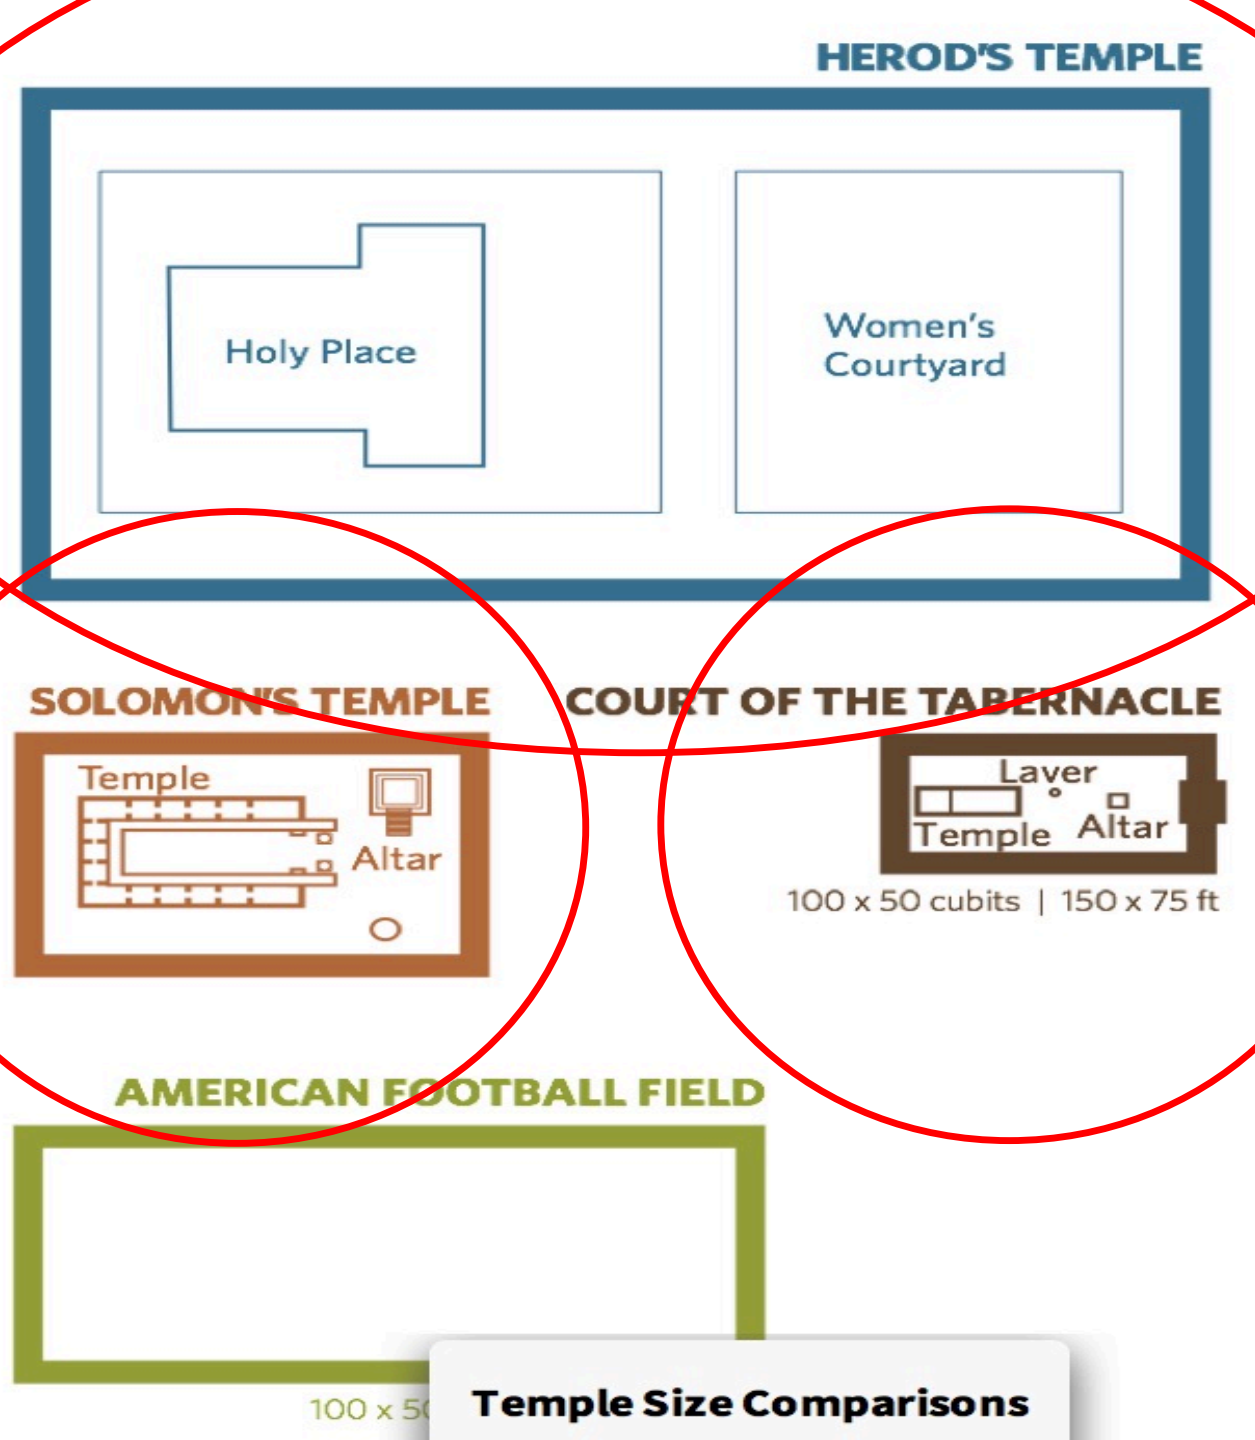 HEROD'S TEMPLE
Holy Place
Women's
Courtyard
SOLOMON'S TEMPLE
Temple
Altar
COURT OF THE TABERNACLE
Laver
Temple Altar
100 x 50 cubits | 150 x 75 ft
AMERICAN FOOTBALL FIELD
100 x
Temple Size Comparisons